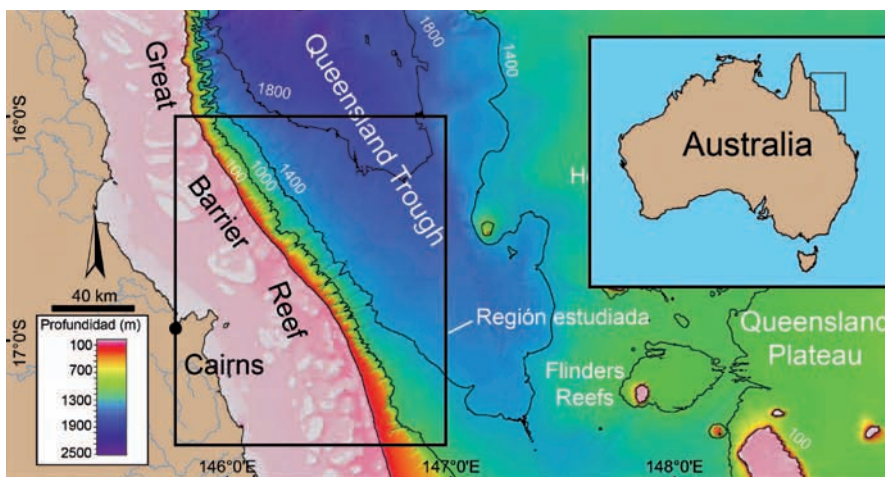 Great
Barrier
Reef
Queensland Trough
1800
1800
1400
100
1000
1400
16°0'S
17°0'S
40 km
Profundidad (m)
100
700
1300
1900
2500
Cairns
Región estudiada
Flinders
Reefs
Queensland
Plateau
100
Australia
146°0'E
147°0'E
148°0'E